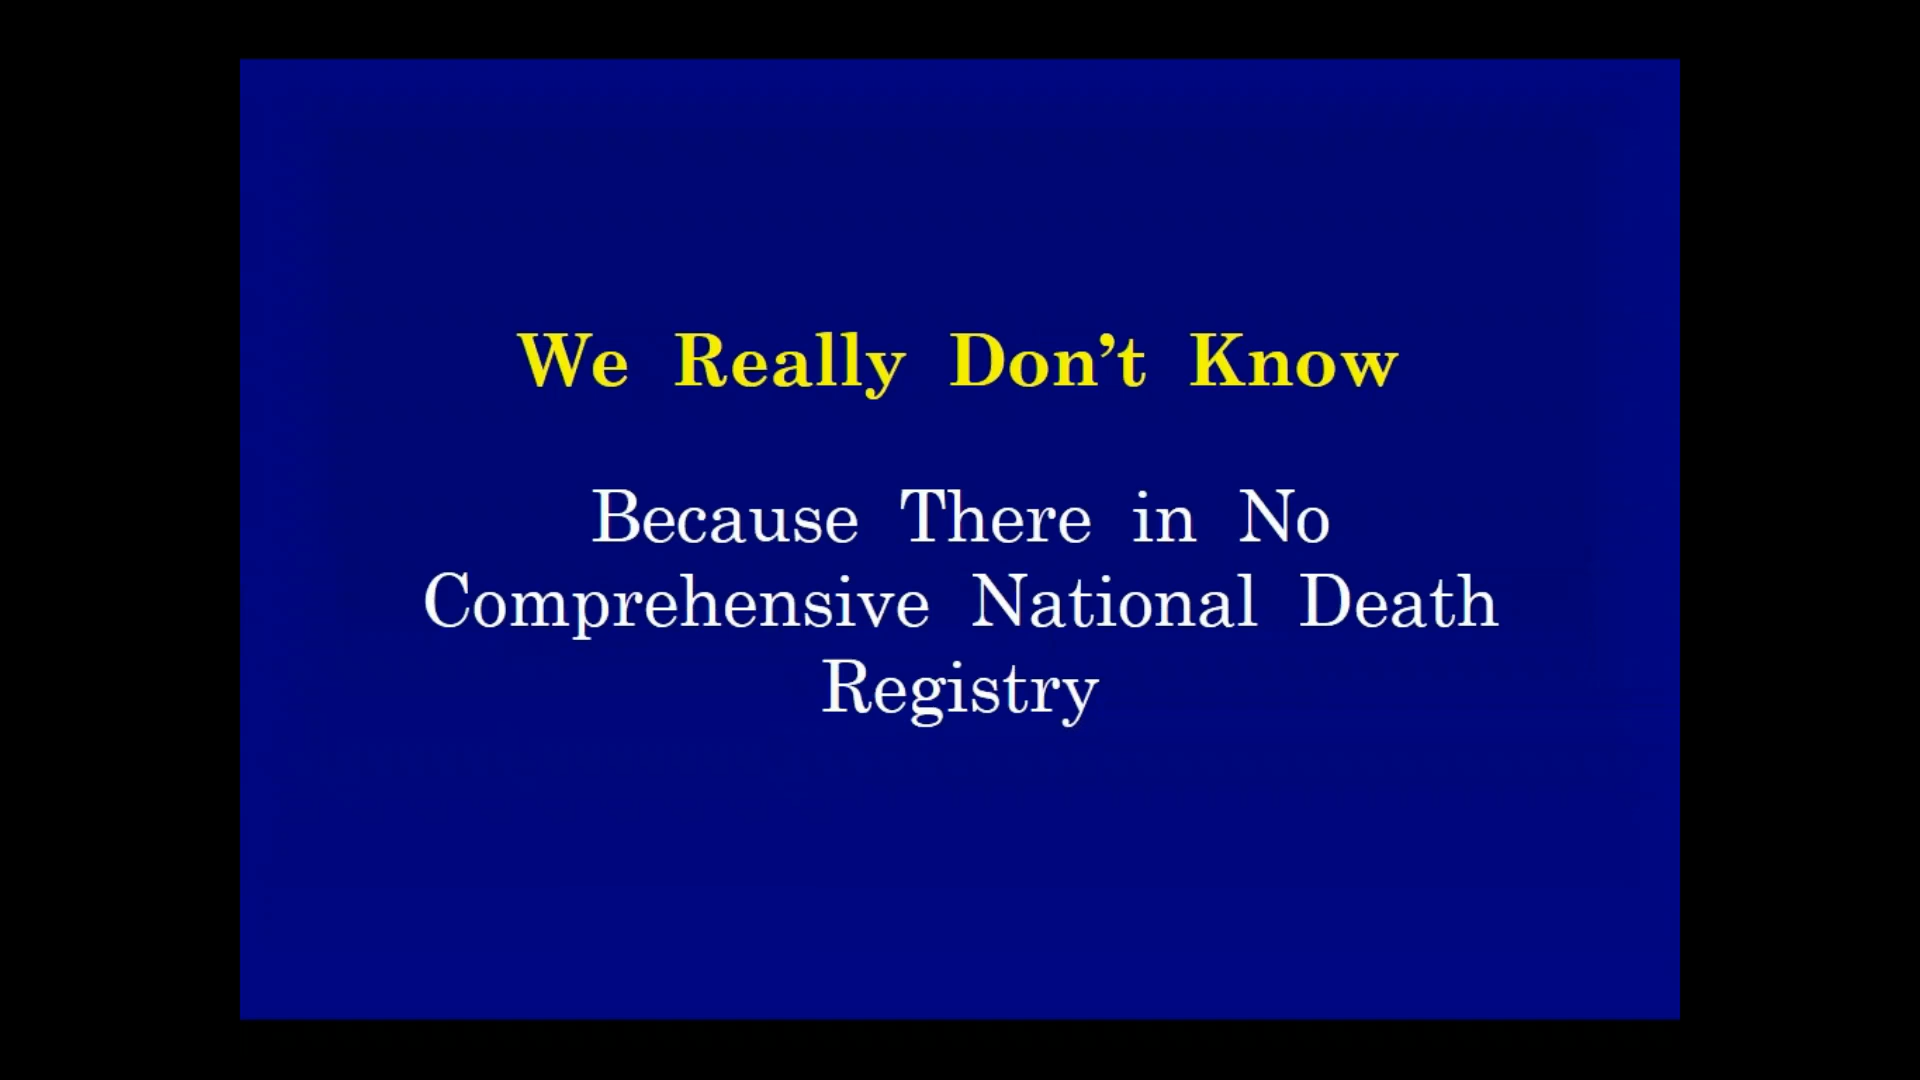 We Really Don’t Know
Because There in No
Comprehensive National Death
Registry